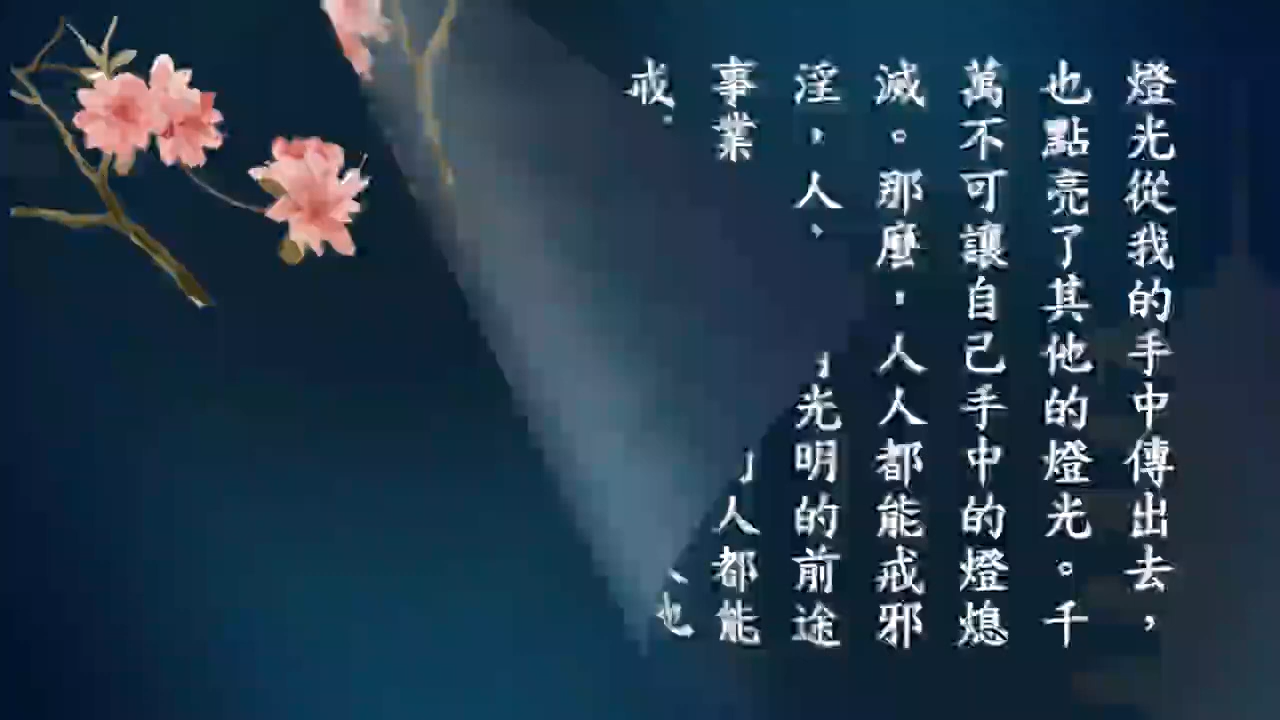 燈光從我的手中傳出去，
也點亮了其他的燈光。千
萬不可讓自己手中的燈熄
滅。那麼，人人都能戒邪
淫，人、光明的前途
事業 人都能
戒 也